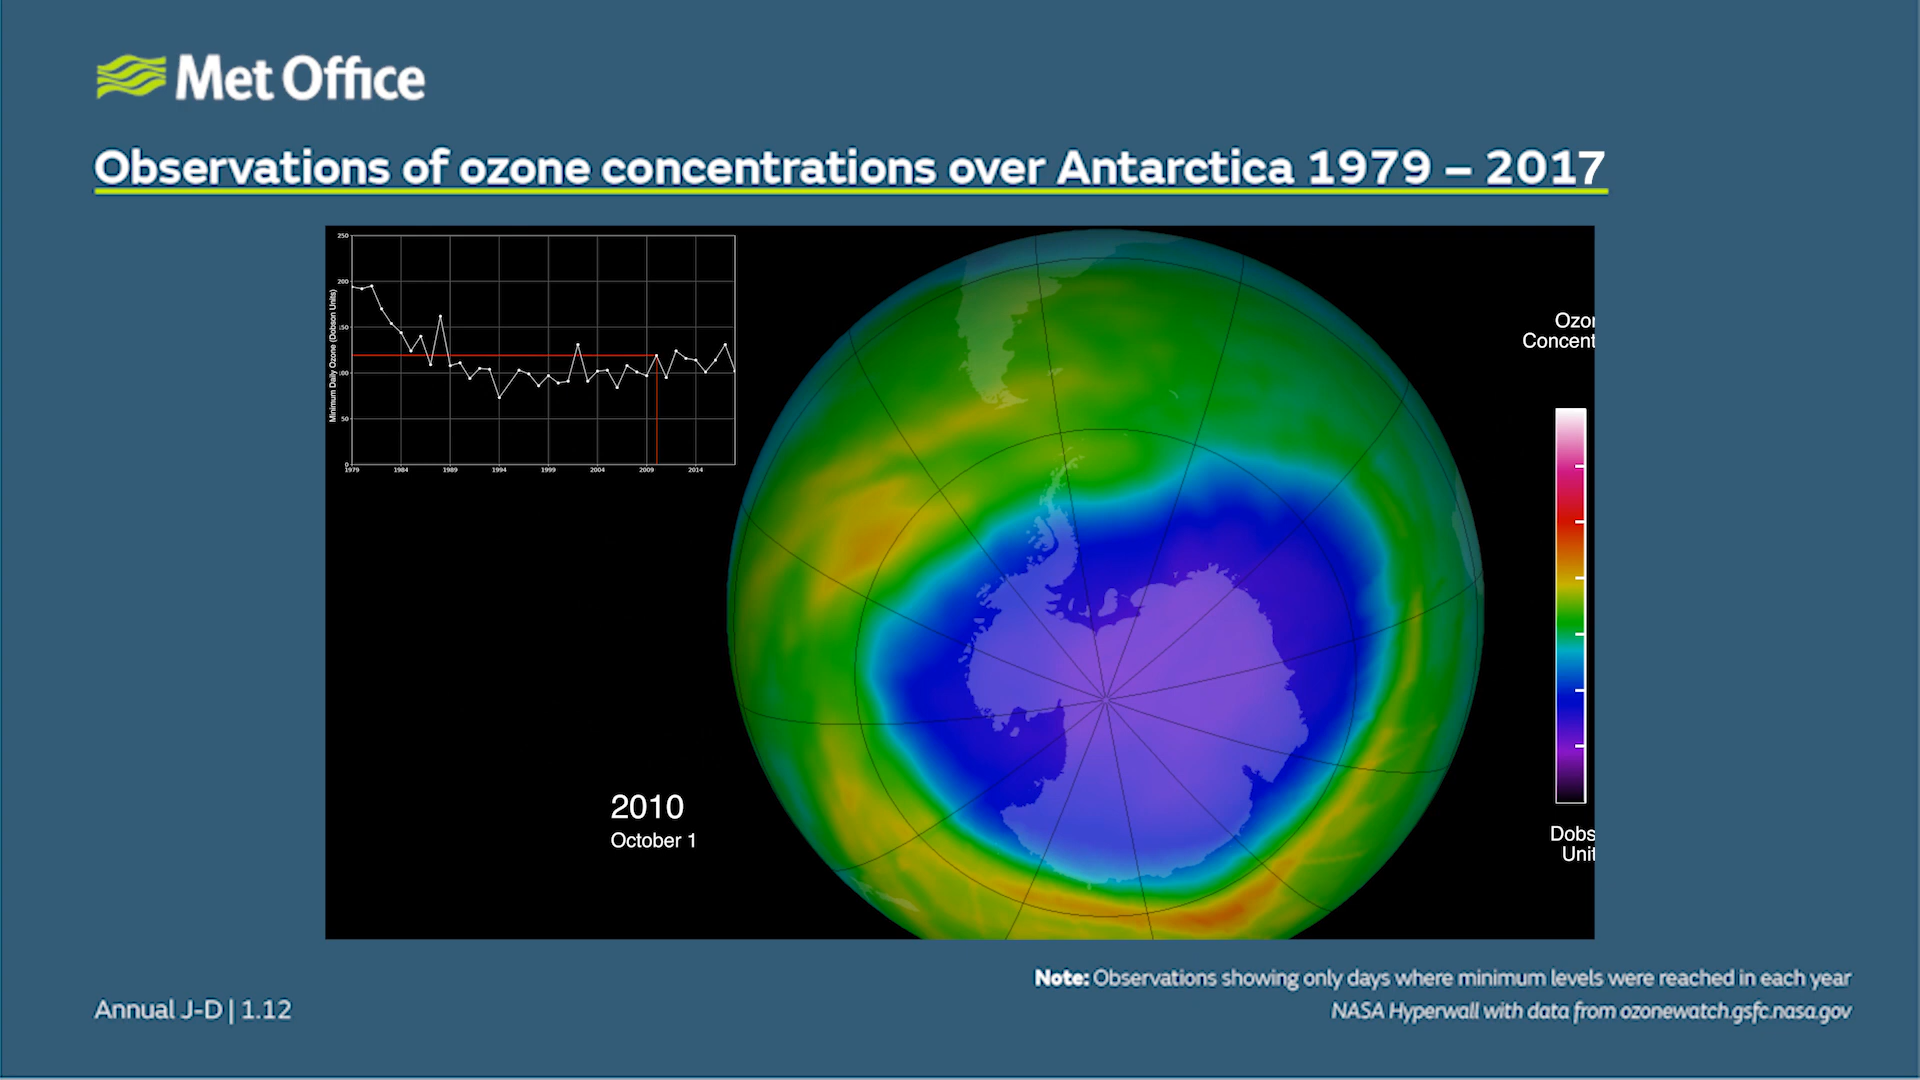 Met Office
Observations of ozone concentrations over Antarctica 1979 – 2017
250
200
150
100
50
0
Minimum Daily Ozone (Dobson Units)
1979 1984 1989 1994 1999 2004 2009 2014
Ozon
Concent
2010
October 1
Dobs
Unit
Note: Observations showing only days where minimum levels were reached in each year
Annual J-D | 1.12
NASA Hyperwall with data from ozonewatch.gsfc.nasa.gov